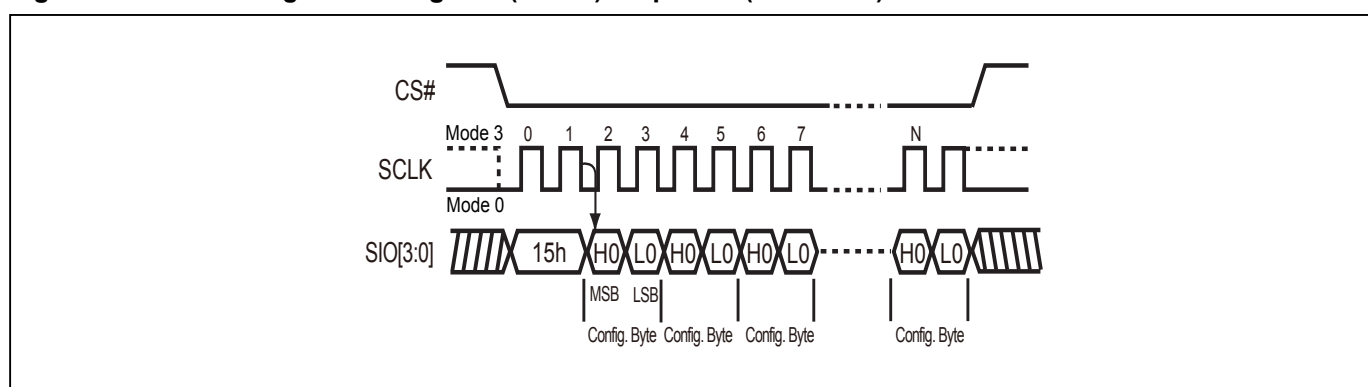 CS#
Mode 3 0 1 2 3 4 5 6 7 N
SCLK
Mode 0
SIO[3:0] 15h H0 L0 H0 L0 H0 L0 H0 L0
MSB LSB
Config. Byte Config. Byte Config. Byte Config. Byte